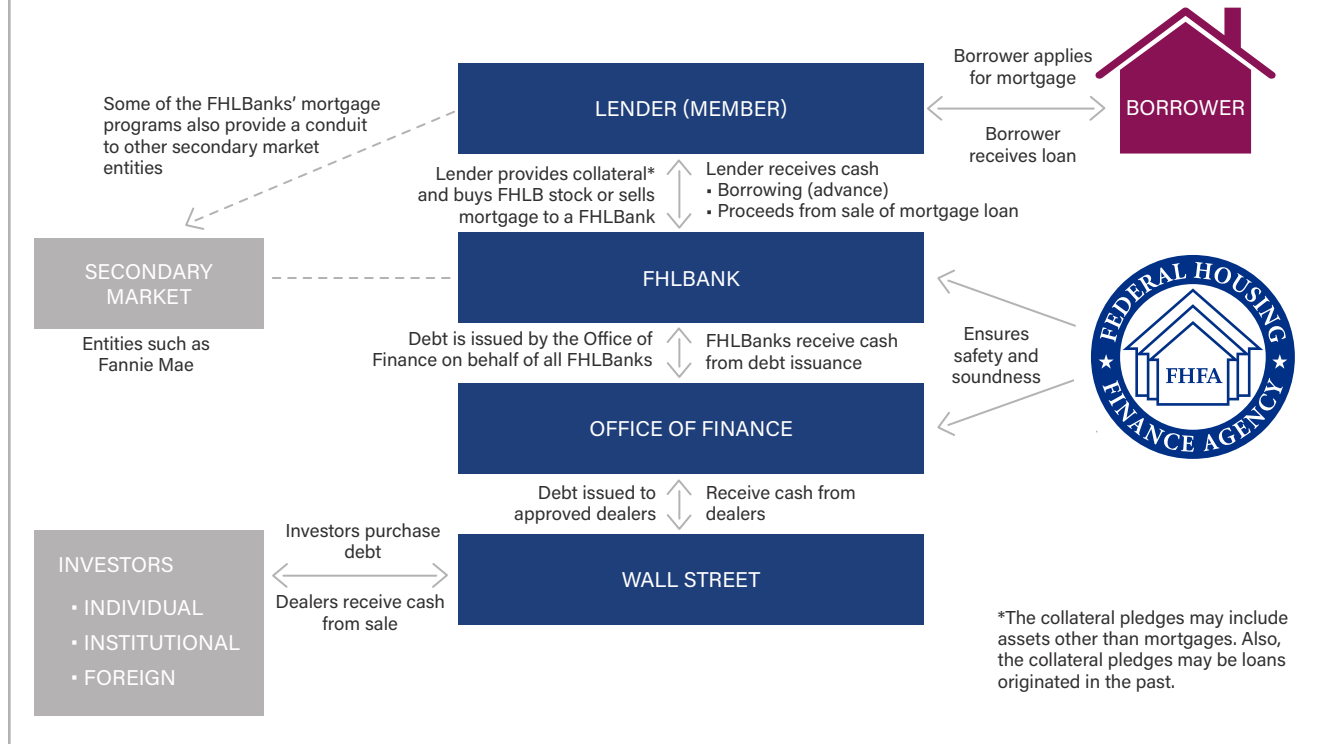 Borrower applies
for mortgage
BORROWER
Borrower
receives loan
LENDER (MEMBER)
Some of the FHLBanks’ mortgage
programs also provide a conduit
to other secondary market
entities
Lender provides collateral*
and buys FHLB stock or sells
mortgage to a FHLBank
Lender receives cash
▪ Borrowing (advance)
▪ Proceeds from sale of mortgage loan
SECONDARY
MARKET
Entities such as
Fannie Mae
FHLBANK
Ensures
safety and
soundness
FEDERAL HOUSING
FHFA
★ FINANCE AGENCY ★
Debt is issued by the Office of
Finance on behalf of all FHLBanks
FHLBanks receive cash
from debt issuance
OFFICE OF FINANCE
Debt issued to
approved dealers
Receive cash from
dealers
Investors purchase
debt
Dealers receive cash
from sale
WALL STREET
INVESTORS
▪ INDIVIDUAL
▪ INSTITUTIONAL
▪ FOREIGN
*The collateral pledges may include
assets other than mortgages. Also,
the collateral pledges may be loans
originated in the past.